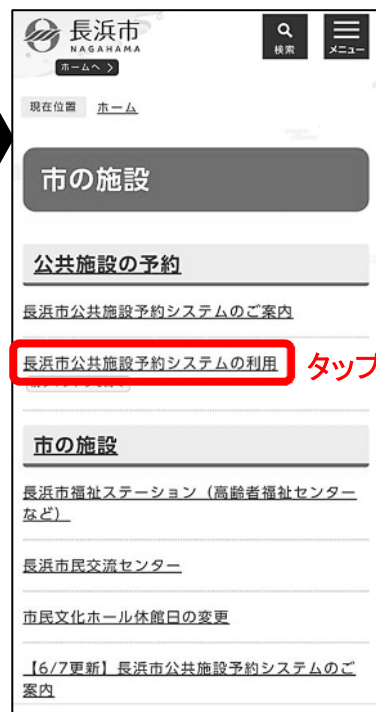 長浜市
NAGAHAMA
ホームへ 〉
検索
メニュー
現在位置 ホーム
市の施設
公共施設の予約
長浜市公共施設予約システムのご案内
長浜市公共施設予約システムの利用
タップ
市の施設
長浜市福祉ステーション（高齢者福祉センター
など）
長浜市民交流センター
市民文化ホール休館日の変更
【6/7更新】長浜市公共施設予約システムのご
案内